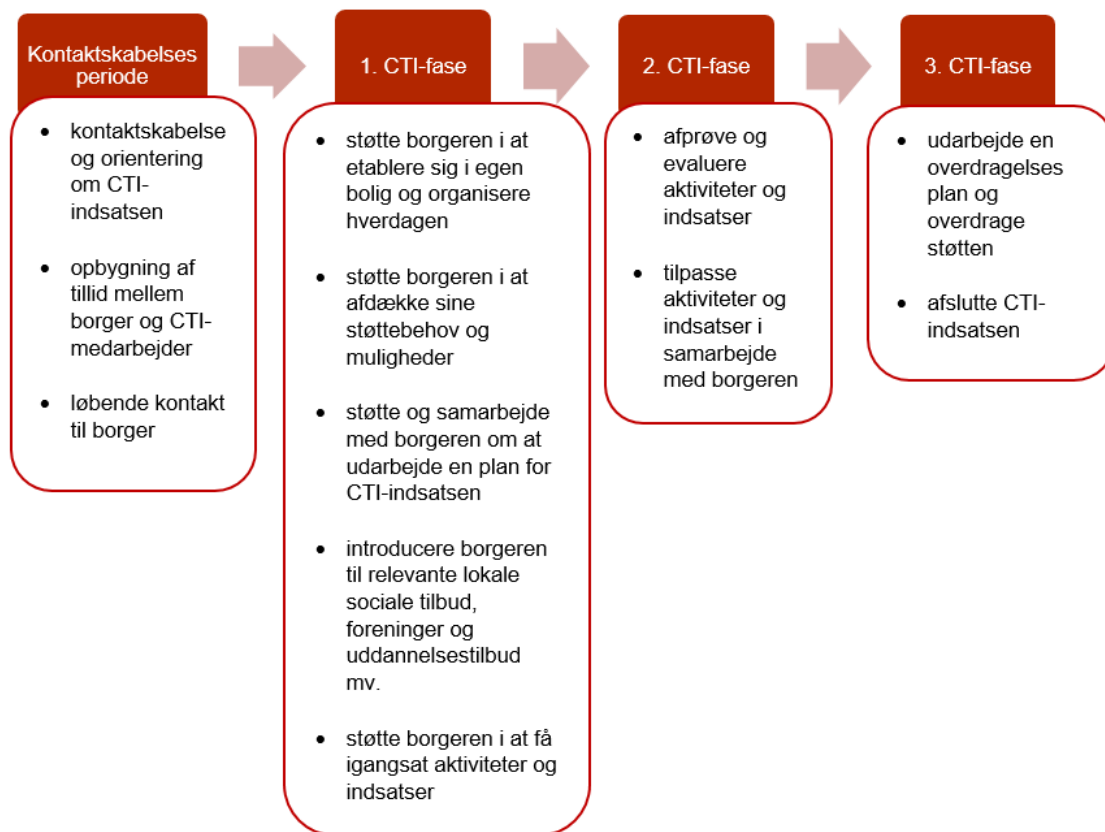 Kontaktskabelses
periode
• kontaktskabelse
og orientering
om CTI-
indsatsen
• opbygning af
tillid mellem
borger og CTI-
medarbejder
• løbende kontakt
til borger
1. CTI-fase
• støtte borgeren i at
etablere sig i egen
bolig og organisere
hverdagen
• støtte borgeren i at
afdække sine
støttebehov og
muligheder
• støtte og samarbejde
med borgeren om at
udarbejde en plan for
CTI-indsatsen
• introducere borgeren
til relevante lokale
sociale tilbud,
foreninger og
uddannelsestilbud
mv.
• støtte borgeren i at få
igangsat aktiviteter og
indsatser
2. CTI-fase
• afprøve og
evaluere
aktiviteter og
indsatser
• tilpasse
aktiviteter og
indsatser i
samarbejde
med borgeren
3. CTI-fase
• udarbejde en
overdragelses
plan og
overdrage
støtten
• afslutte CTI-
indsatsen